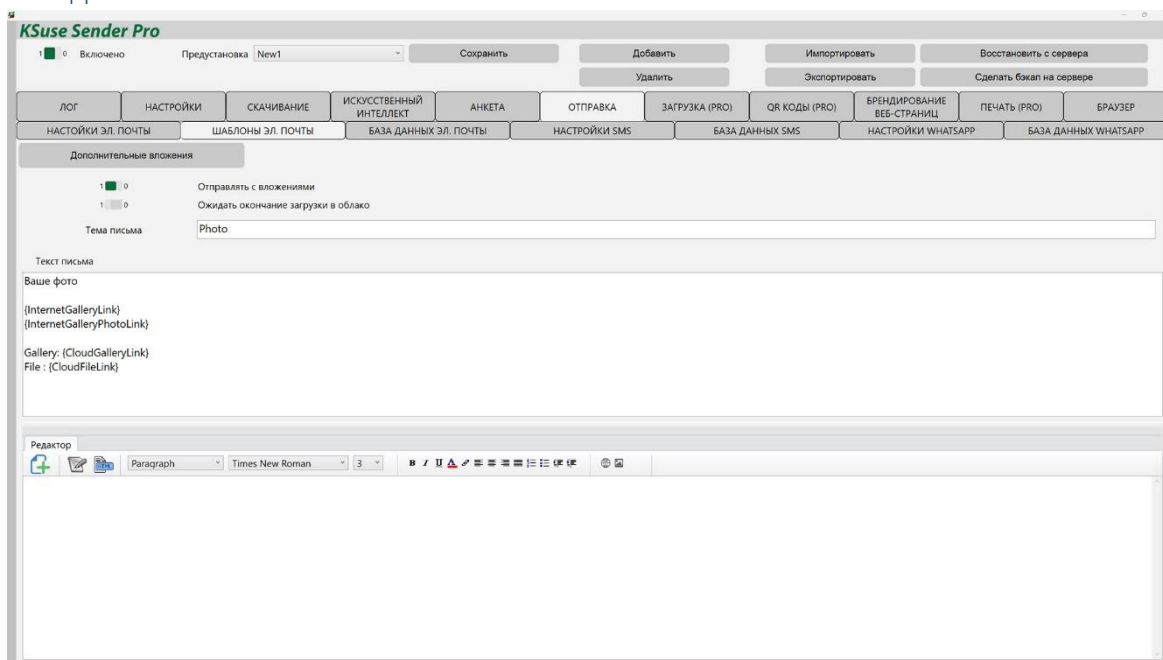 KSuse Sender Pro
1 0 Включено Предустановка New1 Сохранить Добавить Импортировать Восстановить с сервера
Удалить Экспортировать Сделать бэкап на сервере
ЛОГ НАСТРОЙКИ СКАЧИВАНИЕ ИСКУССТВЕННЫЙ ИНТЕЛЛЕКТ АНКЕТА ОТПРАВКА ЗАГРУЗКА (PRO) QR КОДЫ (PRO) БРЕНДИРОВАНИЕ ВЕБ-СТРАНИЦ ПЕЧАТЬ (PRO) БРАУЗЕР
НАСТОЙКИ ЭЛ. ПОЧТЫ ШАБЛОНЫ ЭЛ. ПОЧТЫ БАЗА ДАННЫХ ЭЛ. ПОЧТЫ НАСТРОЙКИ SMS БАЗА ДАННЫХ SMS НАСТРОЙКИ WHATSAPP БАЗА ДАННЫХ WHATSAPP
Дополнительные вложения
1 0 Отправлять с вложениями
1 0 Ожидать окончание загрузки в облако
Тема письма Photo
Текст письма
Ваше фото
{InternetGalleryLink}
{InternetGalleryPhotoLink}
Gallery: {CloudGalleryLink}
File : {CloudFileLink}
Редактор
Paragraph Times New Roman 3 B I U A